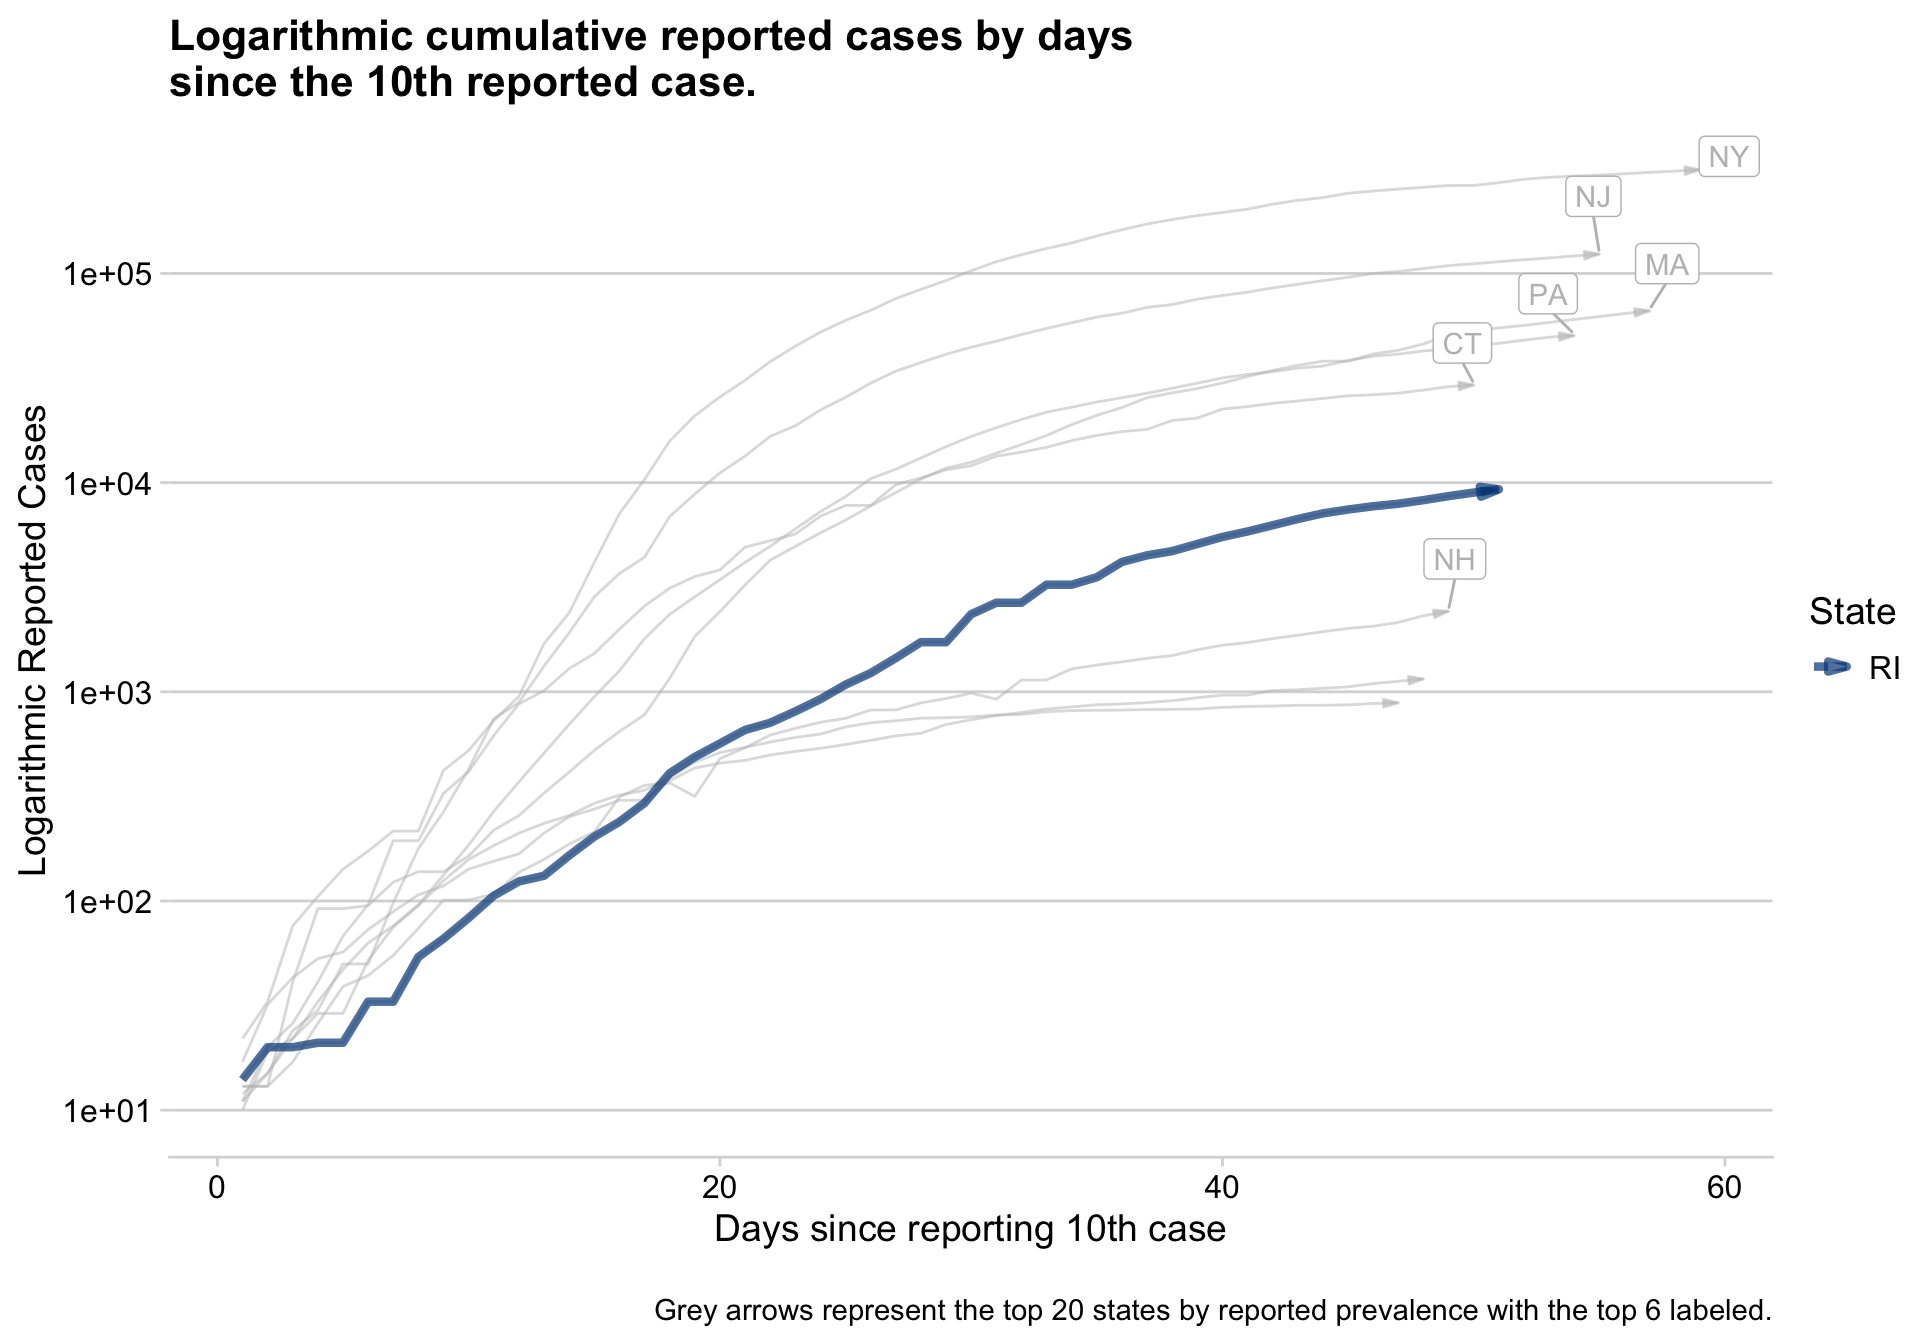 Logarithmic cumulative reported cases by days
since the 10th reported case.
NY
NJ
MA
PA
CT
NH
1e+05
1e+04
1e+03
1e+02
1e+01
Logarithmic Reported Cases
0
20
40
60
Days since reporting 10th case
State
RI
Grey arrows represent the top 20 states by reported prevalence with the top 6 labeled.